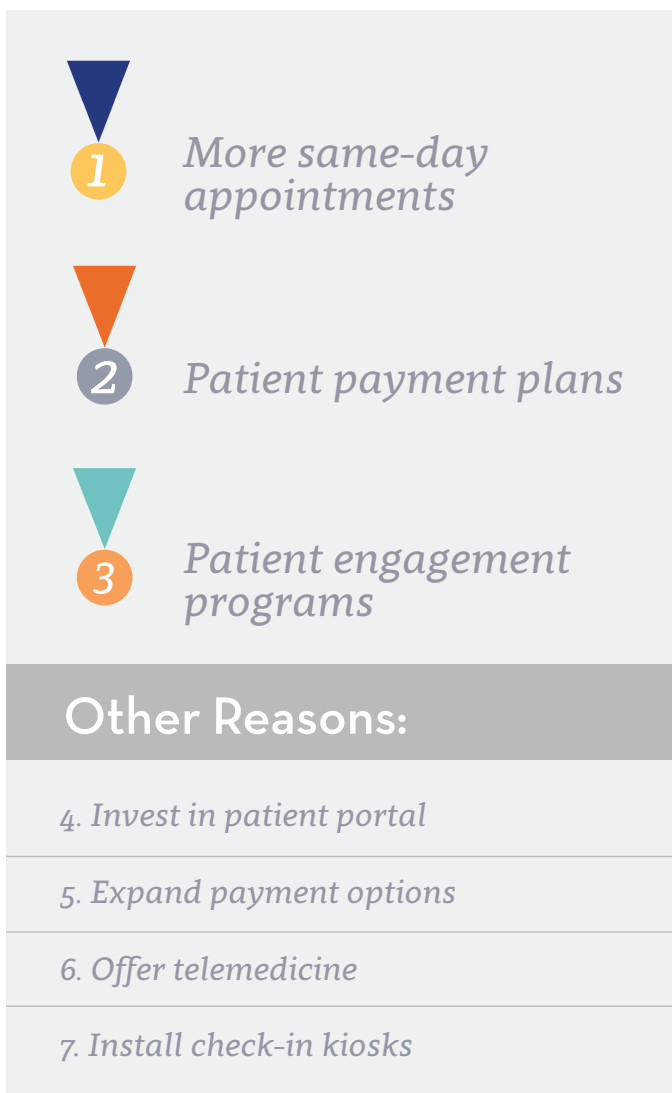 1
More same-day
appointments
2
Patient payment plans
3
Patient engagement
programs
Other Reasons:
4. Invest in patient portal
5. Expand payment options
6. Offer telemedicine
7. Install check-in kiosks